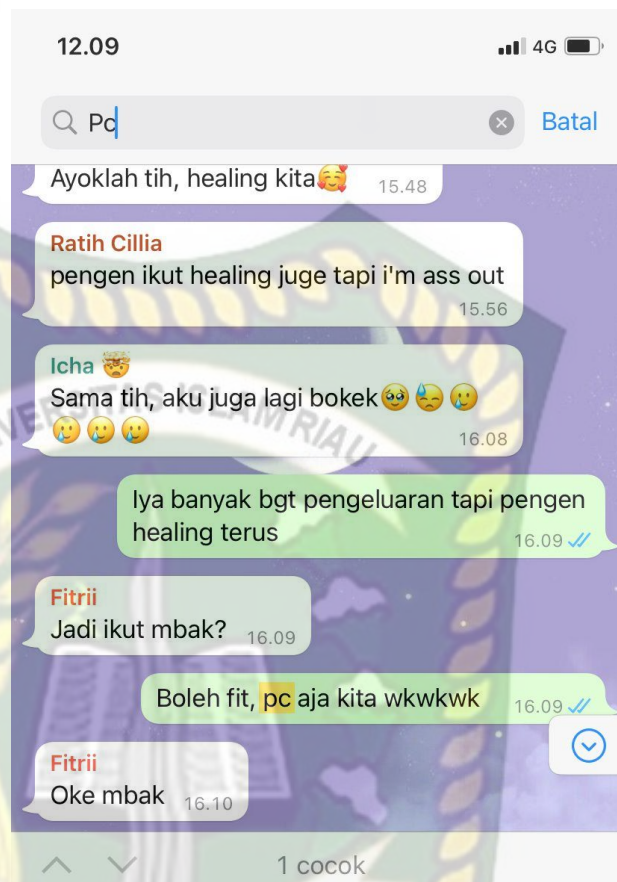 12.09
4G
Pc
Batal
Ayoklah tih, healing kita🥰 15.48
Ratih Cillia
pengen ikut healing juge tapi i'm ass out
15.56
Icha 🤯
Sama tih, aku juga lagi bokek🥹😓🥲
🥲🥲🥲
16.08
Iya banyak bgt pengeluaran tapi pengen
healing terus
16.09
Fitrii
Jadi ikut mbak? 16.09
Boleh fit, pc aja kita wkwkwk 16.09
Fitrii
Oke mbak 16.10
1 cocok
VERSITAS ISLAM RIAU